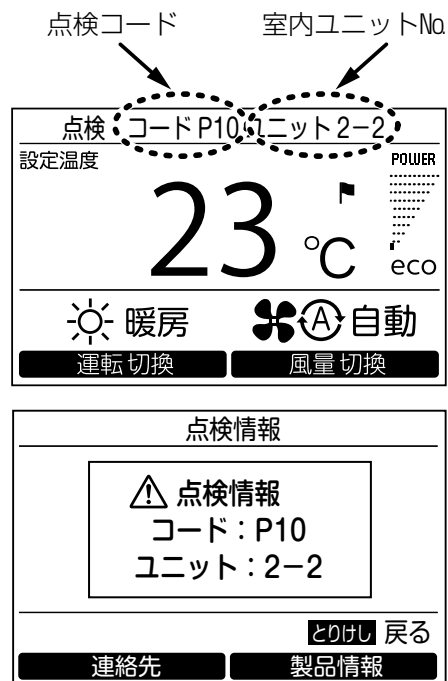 点検コード 室内ユニット№
点検 コード P10 ユニット 2−2
設定温度 POWER
23 ℃ eco
暖房 Ⓐ 自動
運転切換 風量切換
点検情報
点検情報
コード：P10
ユニット：2−2
とりけし 戻る
連絡先 製品情報